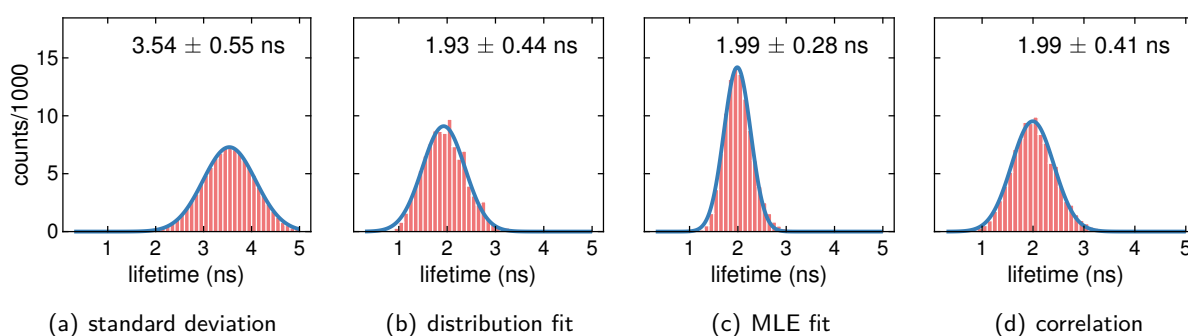 3.54 ± 0.55 ns 1.93 ± 0.44 ns 1.99 ± 0.28 ns 1.99 ± 0.41 ns
counts/1000
15
10
5
0
1 2 3 4 5 1 2 3 4 5 1 2 3 4 5 1 2 3 4 5
lifetime (ns) lifetime (ns) lifetime (ns) lifetime (ns)
(a) standard deviation (b) distribution fit (c) MLE fit (d) correlation